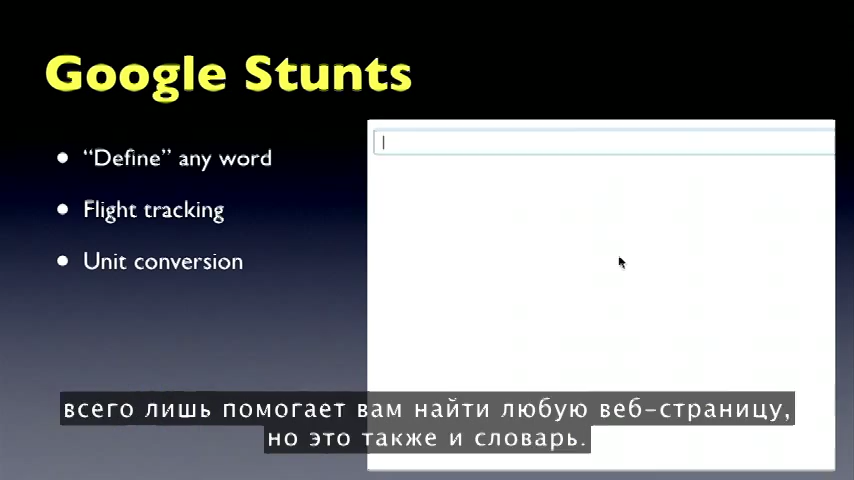 Google Stunts
• “Define” any word
• Flight tracking
• Unit conversion
всего лишь помогает вам найти любую веб-страницу,
но это также и словарь.